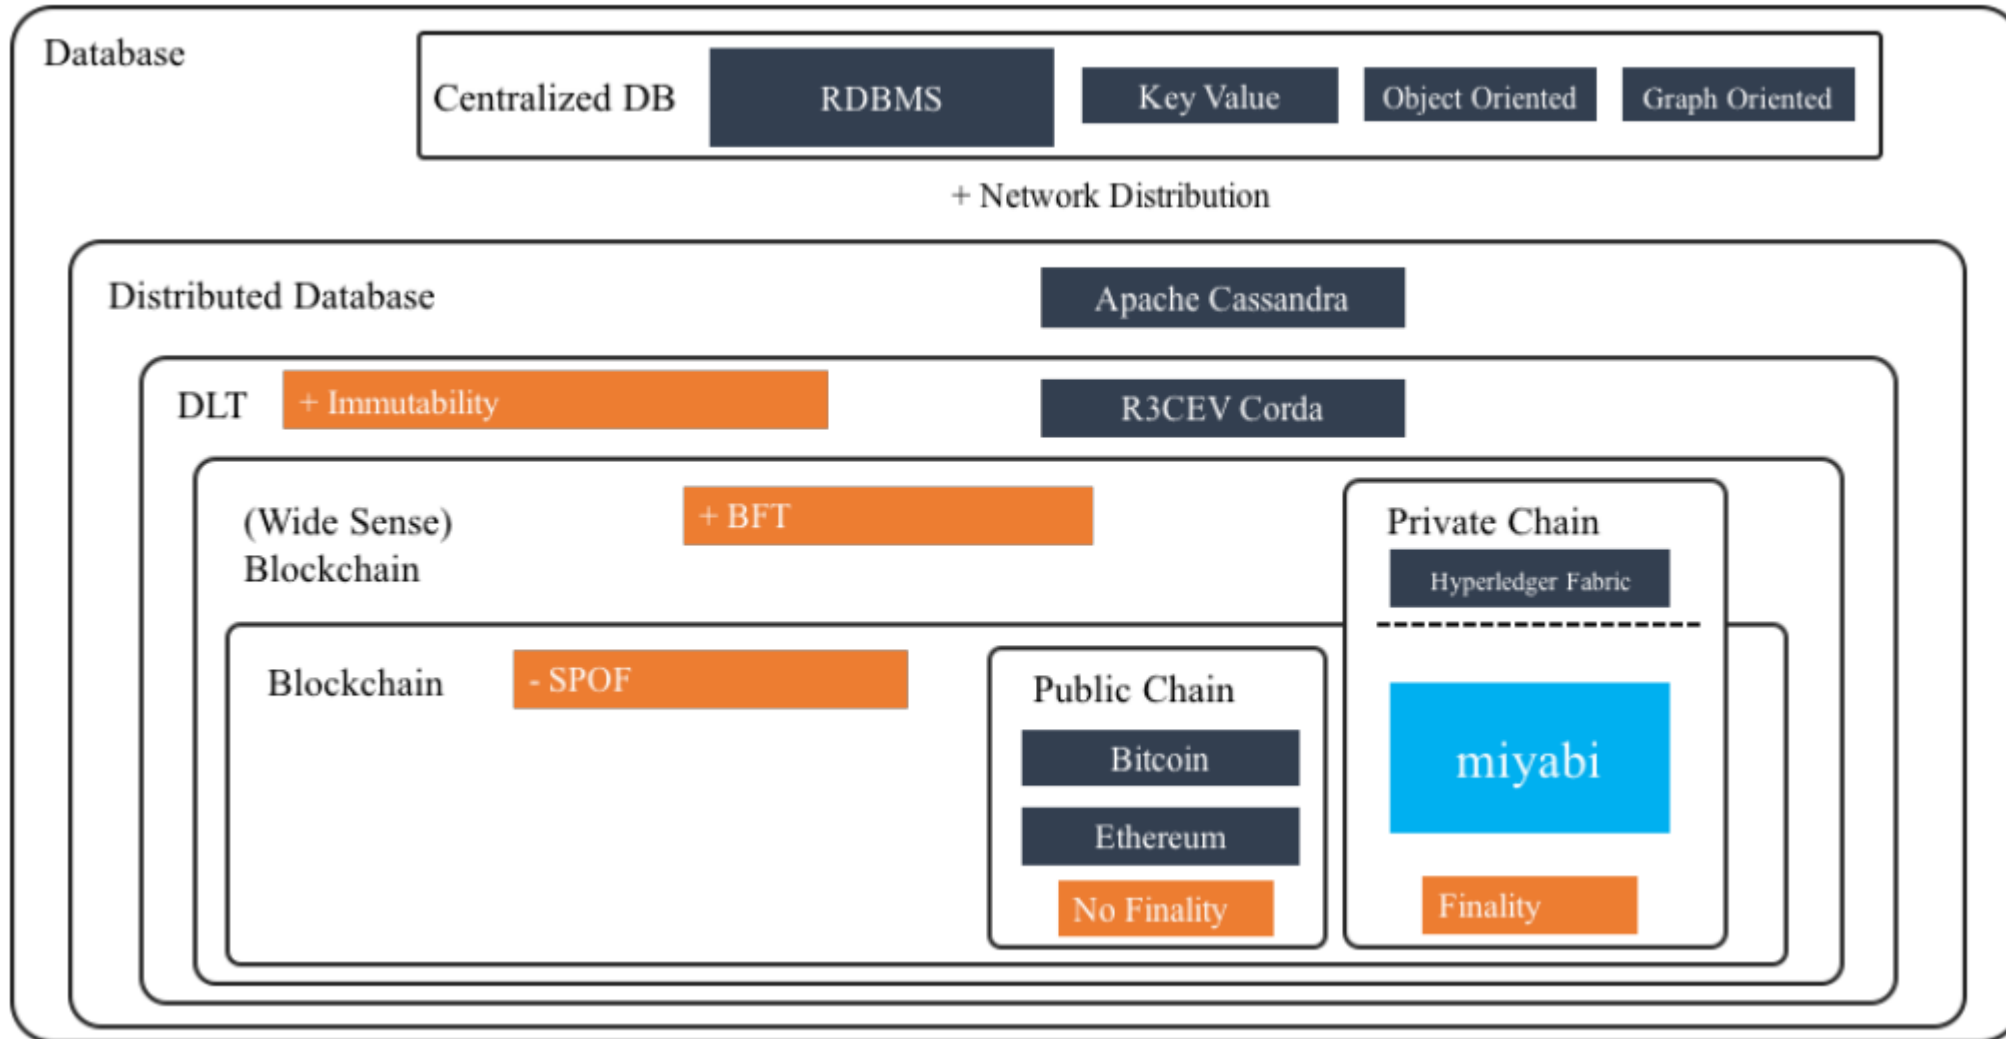 Database
Centralized DB
RDBMS
Key Value
Object Oriented
Graph Oriented
+ Network Distribution
Distributed Database
Apache Cassandra
DLT
+ Immutability
R3CEV Corda
(Wide Sense)
Blockchain
+ BFT
Private Chain
Hyperledger Fabric
Blockchain
- SPOF
Public Chain
Bitcoin
Ethereum
No Finality
miyabi
Finality